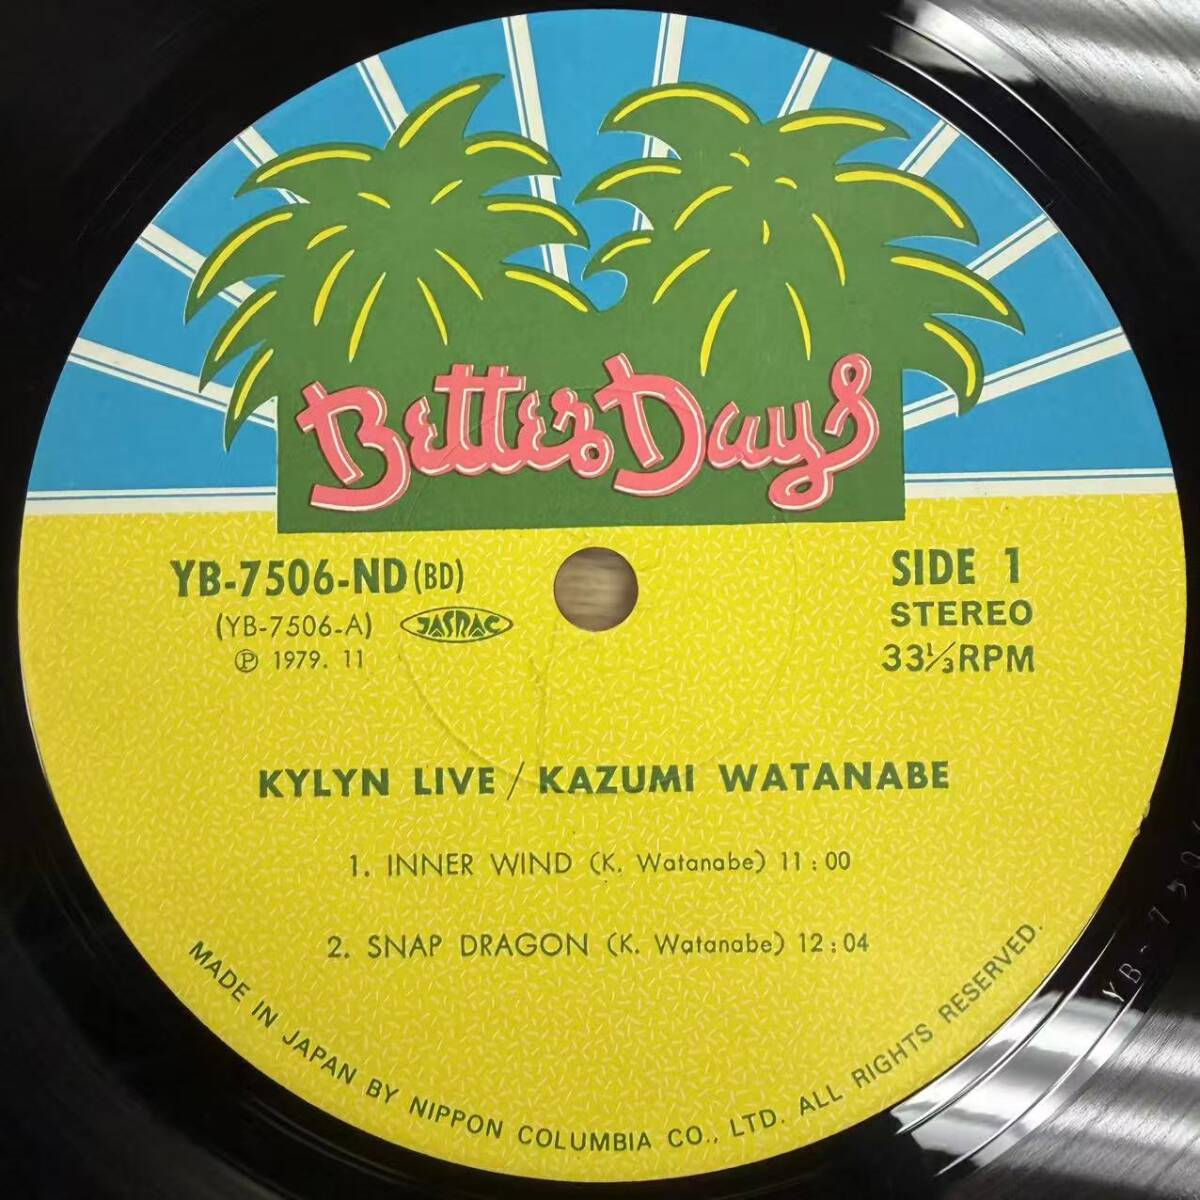 Better Days
YB-7506-ND (BD)
(YB-7506-A) JASRAC
Ⓟ 1979. 11
SIDE 1
STEREO
33⅓RPM
KYLYN LIVE / KAZUMI WATANABE
1. INNER WIND (K. Watanabe) 11:00
2. SNAP DRAGON (K. Watanabe) 12:04
MADE IN JAPAN BY NIPPON COLUMBIA CO., LTD. ALL RIGHTS RESERVED.